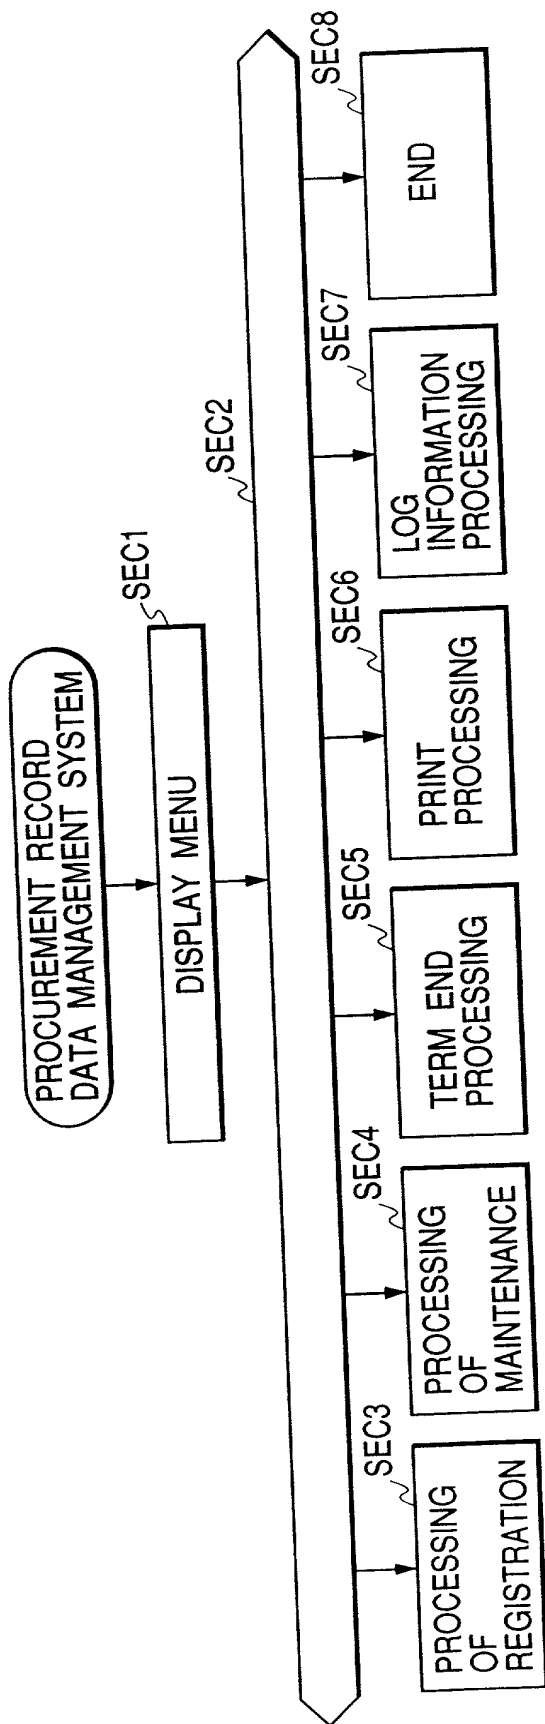 PROCUREMENT RECORD
DATA MANAGEMENT SYSTEM
SEC1
DISPLAY MENU
SEC2
SEC3
PROCESSING
OF
REGISTRATION
SEC4
PROCESSING
OF
MAINTENANCE
SEC5
TERM END
PROCESSING
SEC6
PRINT
PROCESSING
SEC7
LOG
INFORMATION
PROCESSING
SEC8
END